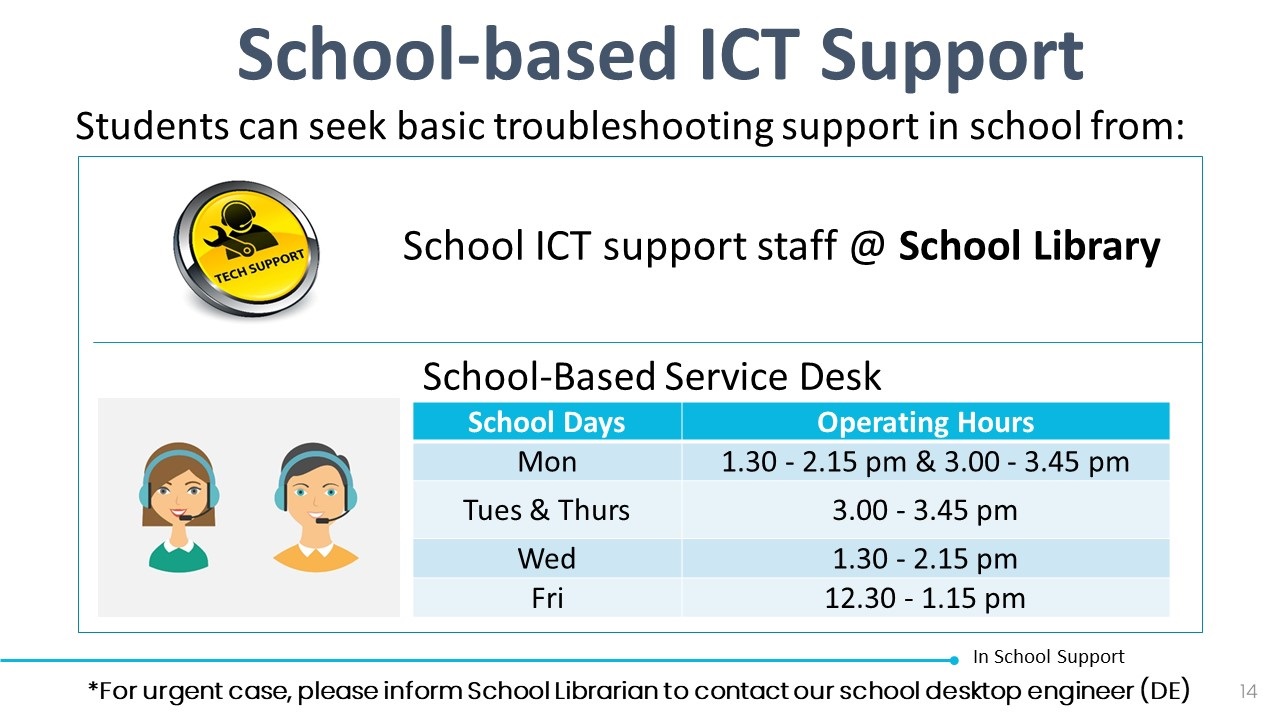 School-based ICT Support
Students can seek basic troubleshooting support in school from:
TECH SUPPORT
School ICT support staff @ School Library
School-Based Service Desk
School Days Operating Hours
Mon 1.30 - 2.15 pm & 3.00 - 3.45 pm
Tues & Thurs 3.00 - 3.45 pm
Wed 1.30 - 2.15 pm
Fri 12.30 - 1.15 pm
In School Support
*For urgent case, please inform School Librarian to contact our school desktop engineer (DE)
14